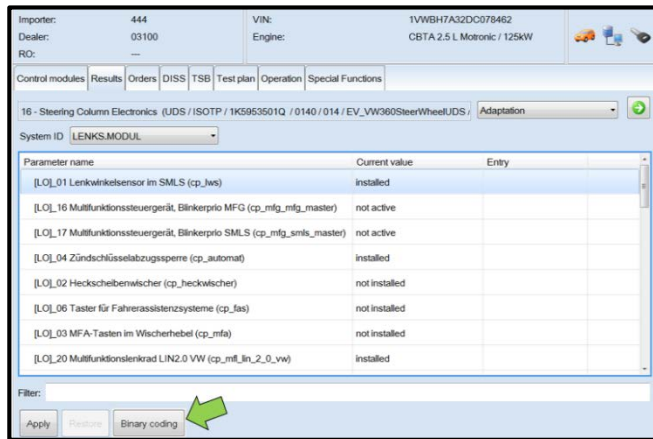 Importer: 444 VIN: 1VWBH7A32DC078462
Dealer: 03100 Engine: CBTA 2.5 L Motronic / 125kW
RO: ---
Control modules Results Orders DISS TSB Test plan Operation Special Functions
16 - Steering Column Electronics (UDS / ISOTP / 1K5953501Q / 0140 / 014 / EV_VW360SteerWheelUDS / Adaptation
System ID LENKS.MODUL
Parameter name Current value Entry
[LO]_01 Lenkwinkelsensor im SMLS (cp_lws) installed
[LO]_16 Multifunktionssteuergerät, Blinkerprio MFG (cp_mfg_mfg_master) not active
[LO]_17 Multifunktionssteuergerät, Blinkerprio SMLS (cp_mfg_smls_master) not active
[LO]_04 Zündschlüsselabzugssperre (cp_automat) installed
[LO]_02 Heckscheibenwischer (cp_heckwischer) not installed
[LO]_06 Taster für Fahrerassistenzsysteme (cp_fas) not installed
[LO]_03 MFA-Tasten im Wischerhebel (cp_mfa) not installed
[LO]_20 Multifunktionslenkrad LIN2.0 VW (cp_mfl_lin_2_0_vw) installed
Filter:
Apply Restore Binary coding